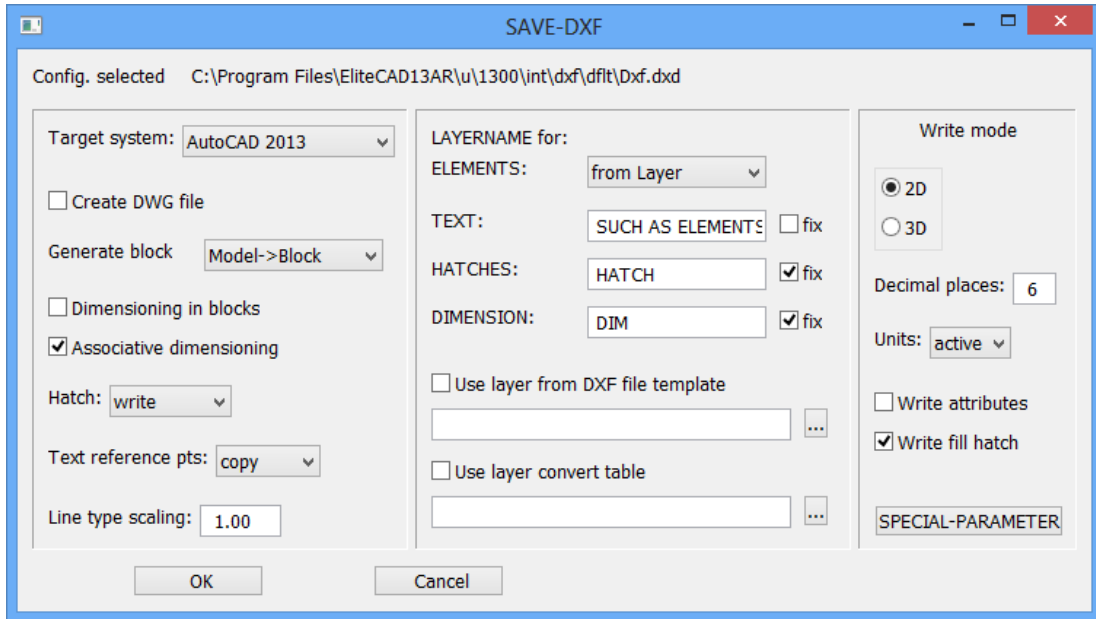 SAVE-DXF
Config. selected C:\Program Files\EliteCAD13AR\u\1300\int\dxf\dflt\Dxf.dxd
Target system: AutoCAD 2013
Create DWG file
Generate block Model->Block
Dimensioning in blocks
Associative dimensioning
Hatch: write
Text reference pts: copy
Line type scaling: 1.00
LAYERNAME for:
ELEMENTS: from Layer
TEXT: SUCH AS ELEMENTS fix
HATCHES: HATCH fix
DIMENSION: DIM fix
Use layer from DXF file template
...
Use layer convert table
...
Write mode
2D
3D
Decimal places: 6
Units: active
Write attributes
Write fill hatch
SPECIAL-PARAMETER
OK Cancel